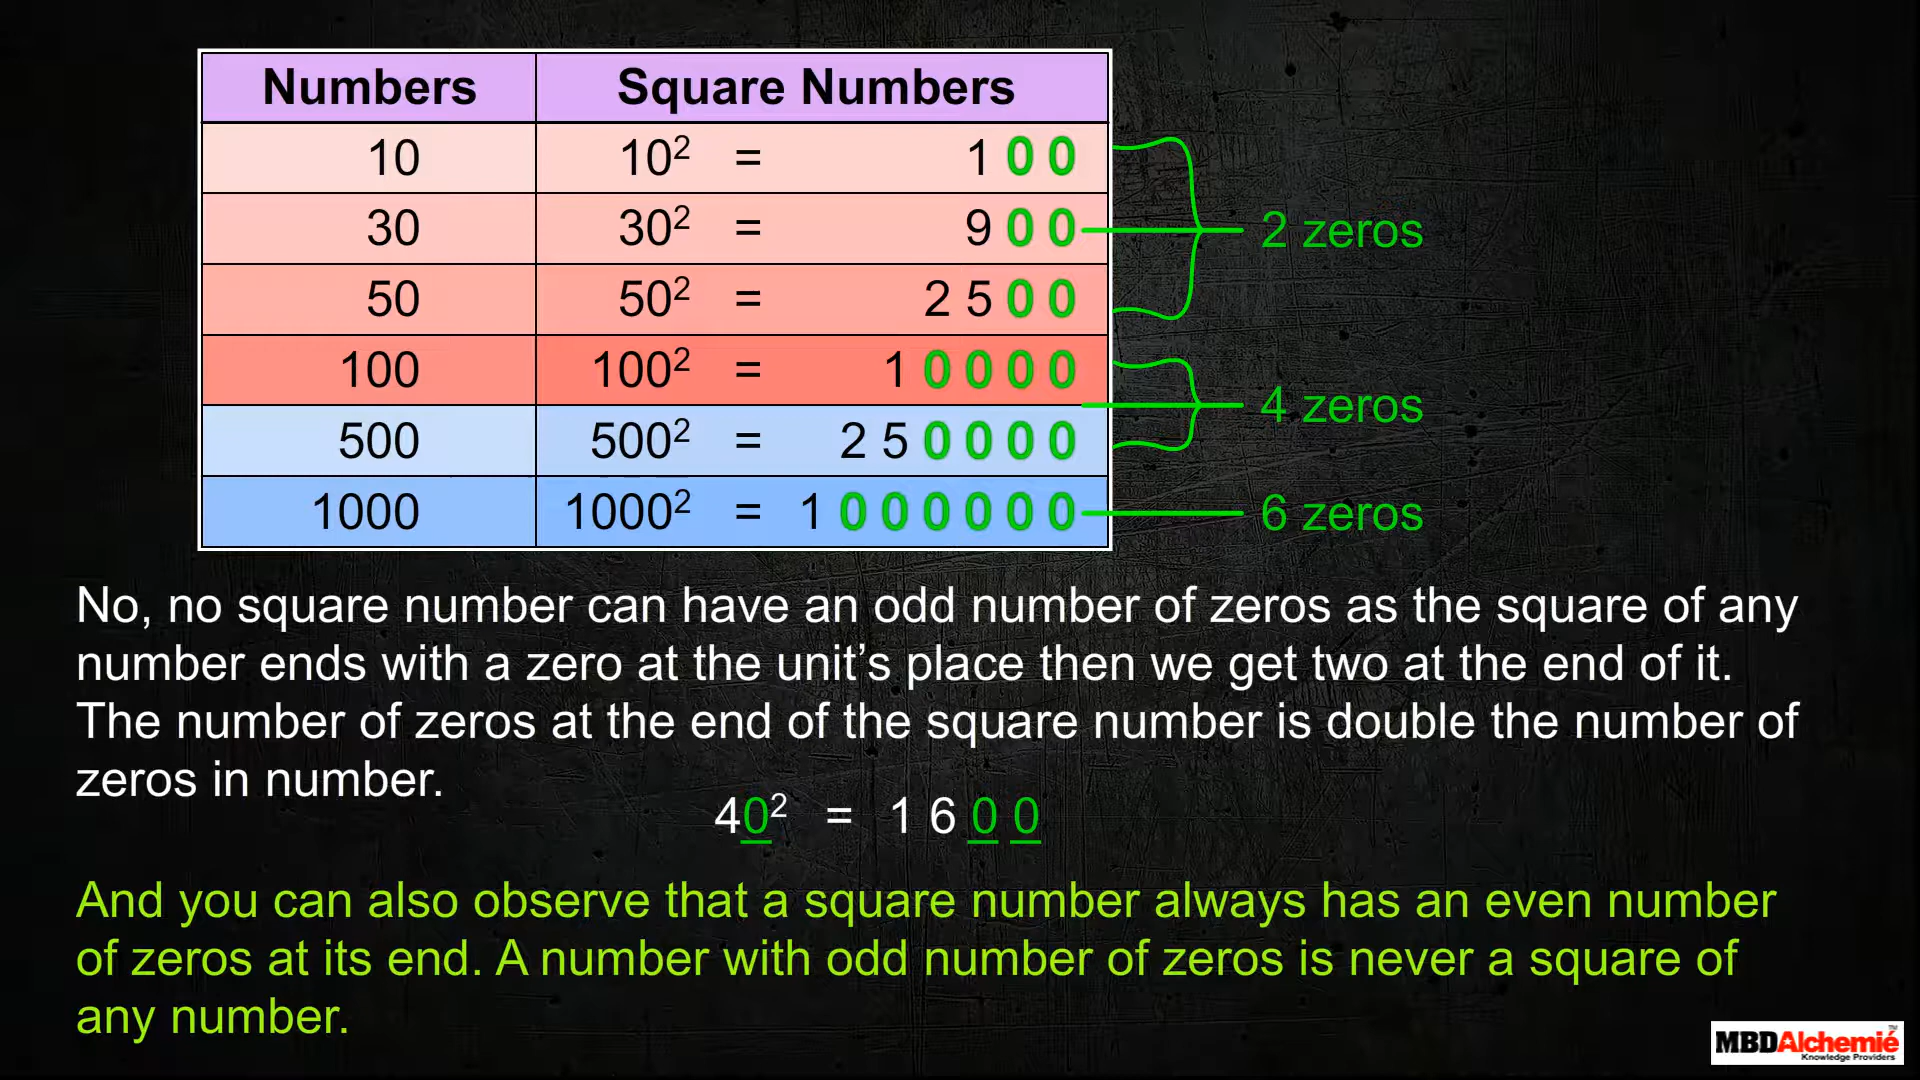 Numbers Square Numbers
10 10² = 1 0 0
30 30² = 9 0 0 2 zeros
50 50² = 2 5 0 0
100 100² = 1 0 0 0 0
4 zeros
500 500² = 2 5 0 0 0 0
1000 1000² = 1 0 0 0 0 0 0 6 zeros
No, no square number can have an odd number of zeros as the square of any
number ends with a zero at the unit’s place then we get two at the end of it.
The number of zeros at the end of the square number is double the number of
zeros in number.
40² = 1 6 0 0
And you can also observe that a square number always has an even number
of zeros at its end. A number with odd number of zeros is never a square of
any number.
MBDAlchemié™
Knowledge Providers